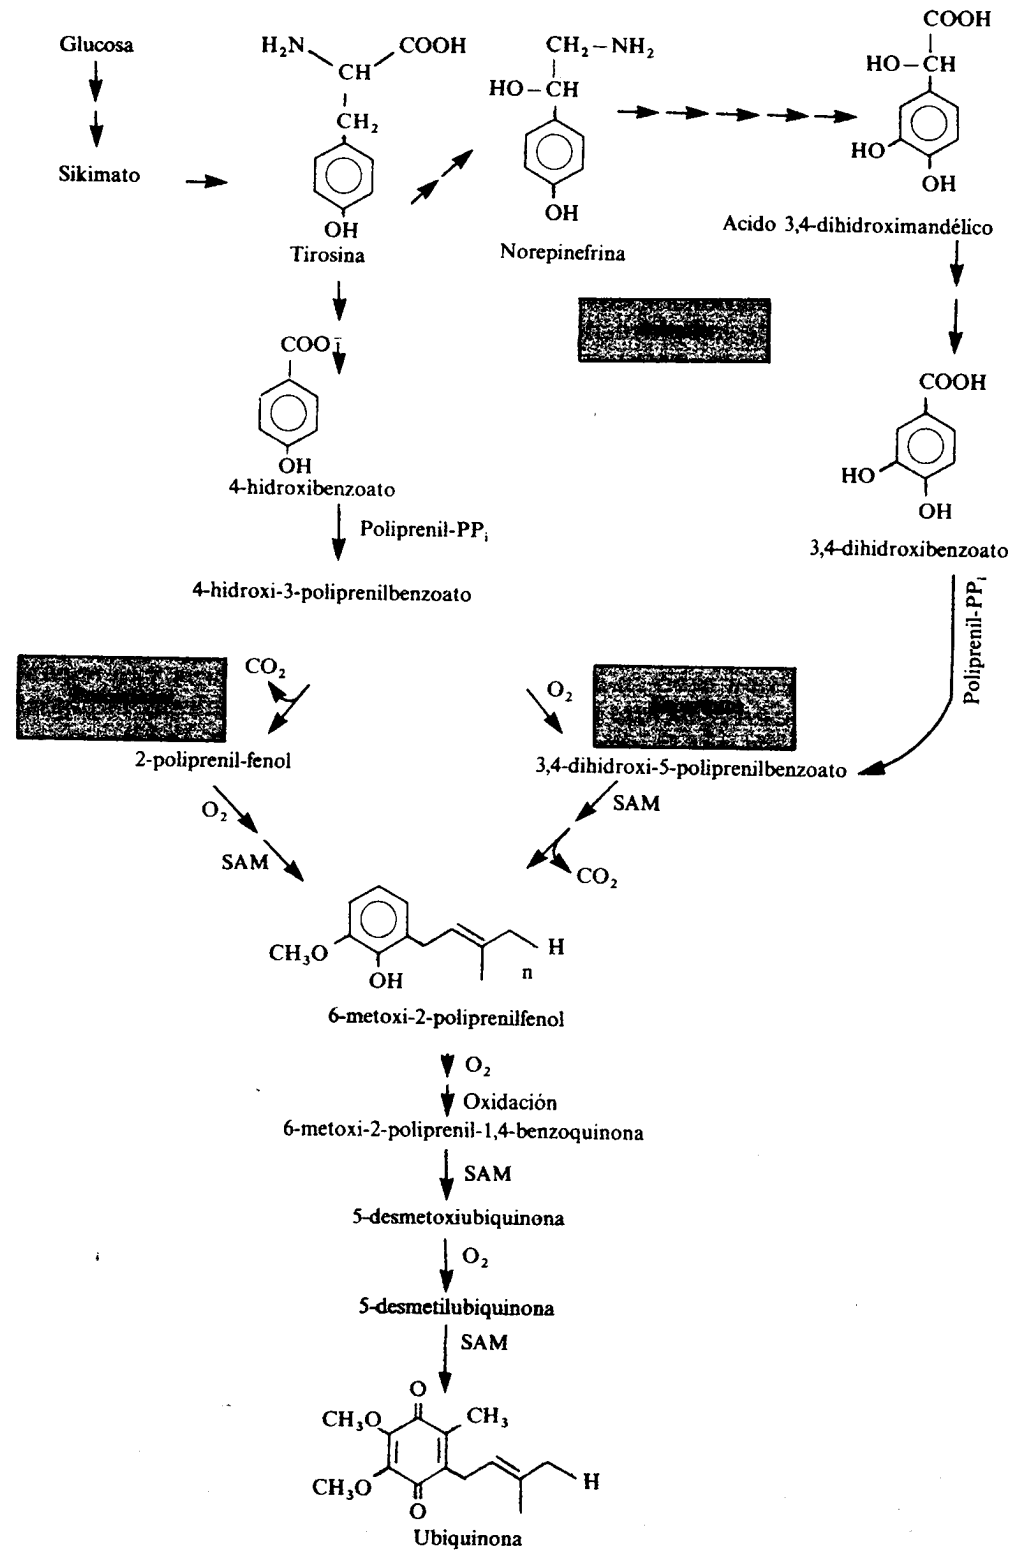 Glucosa
Sikimato
H₂N
COOH
CH
CH₂
OH
Tirosina
CH₂–NH₂
HO–CH
OH
Norepinefrina
COOH
HO–CH
HO
OH
Acido 3,4-dihidroximandélico
COO⁻
OH
4-hidroxibenzoato
COOH
HO
OH
3,4-dihidroxibenzoato
Poliprenil-PPᵢ
4-hidroxi-3-poliprenilbenzoato
Poliprenil-PPᵢ
CO₂
O₂
2-poliprenil-fenol
3,4-dihidroxi-5-poliprenilbenzoato
O₂
SAM
SAM
CO₂
CH₃O
OH
H
n
6-metoxi-2-poliprenilfenol
O₂
Oxidación
6-metoxi-2-poliprenil-1,4-benzoquinona
SAM
5-desmetoxiubiquinona
O₂
5-desmetilubiquinona
SAM
O
CH₃O
CH₃
CH₃O
H
O
Ubiquinona